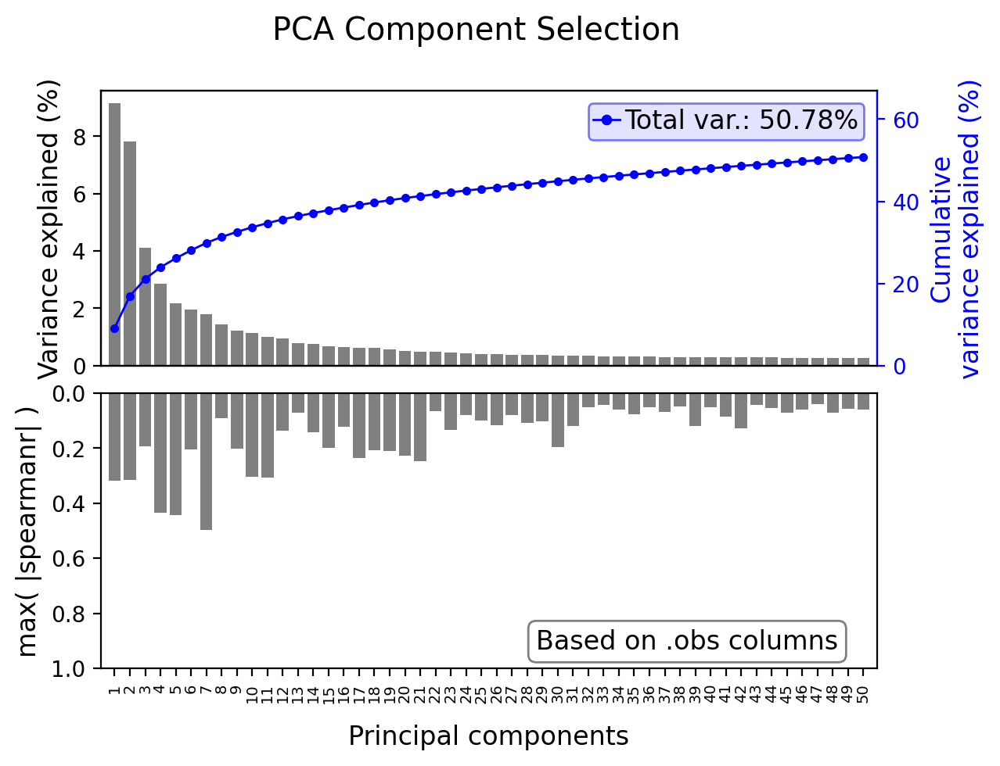 PCA Component Selection
Variance explained (%)
8
6
4
2
0
Total var.: 50.78%
60
40
20
0
Cumulative
variance explained (%)
max( |spearmanr| )
0.0
0.2
0.4
0.6
0.8
1.0
Based on .obs columns
1 2 3 4 5 6 7 8 9 10 11 12 13 14 15 16 17 18 19 20 21 22 23 24 25 26 27 28 29 30 31 32 33 34 35 36 37 38 39 40 41 42 43 44 45 46 47 48 49 50
Principal components